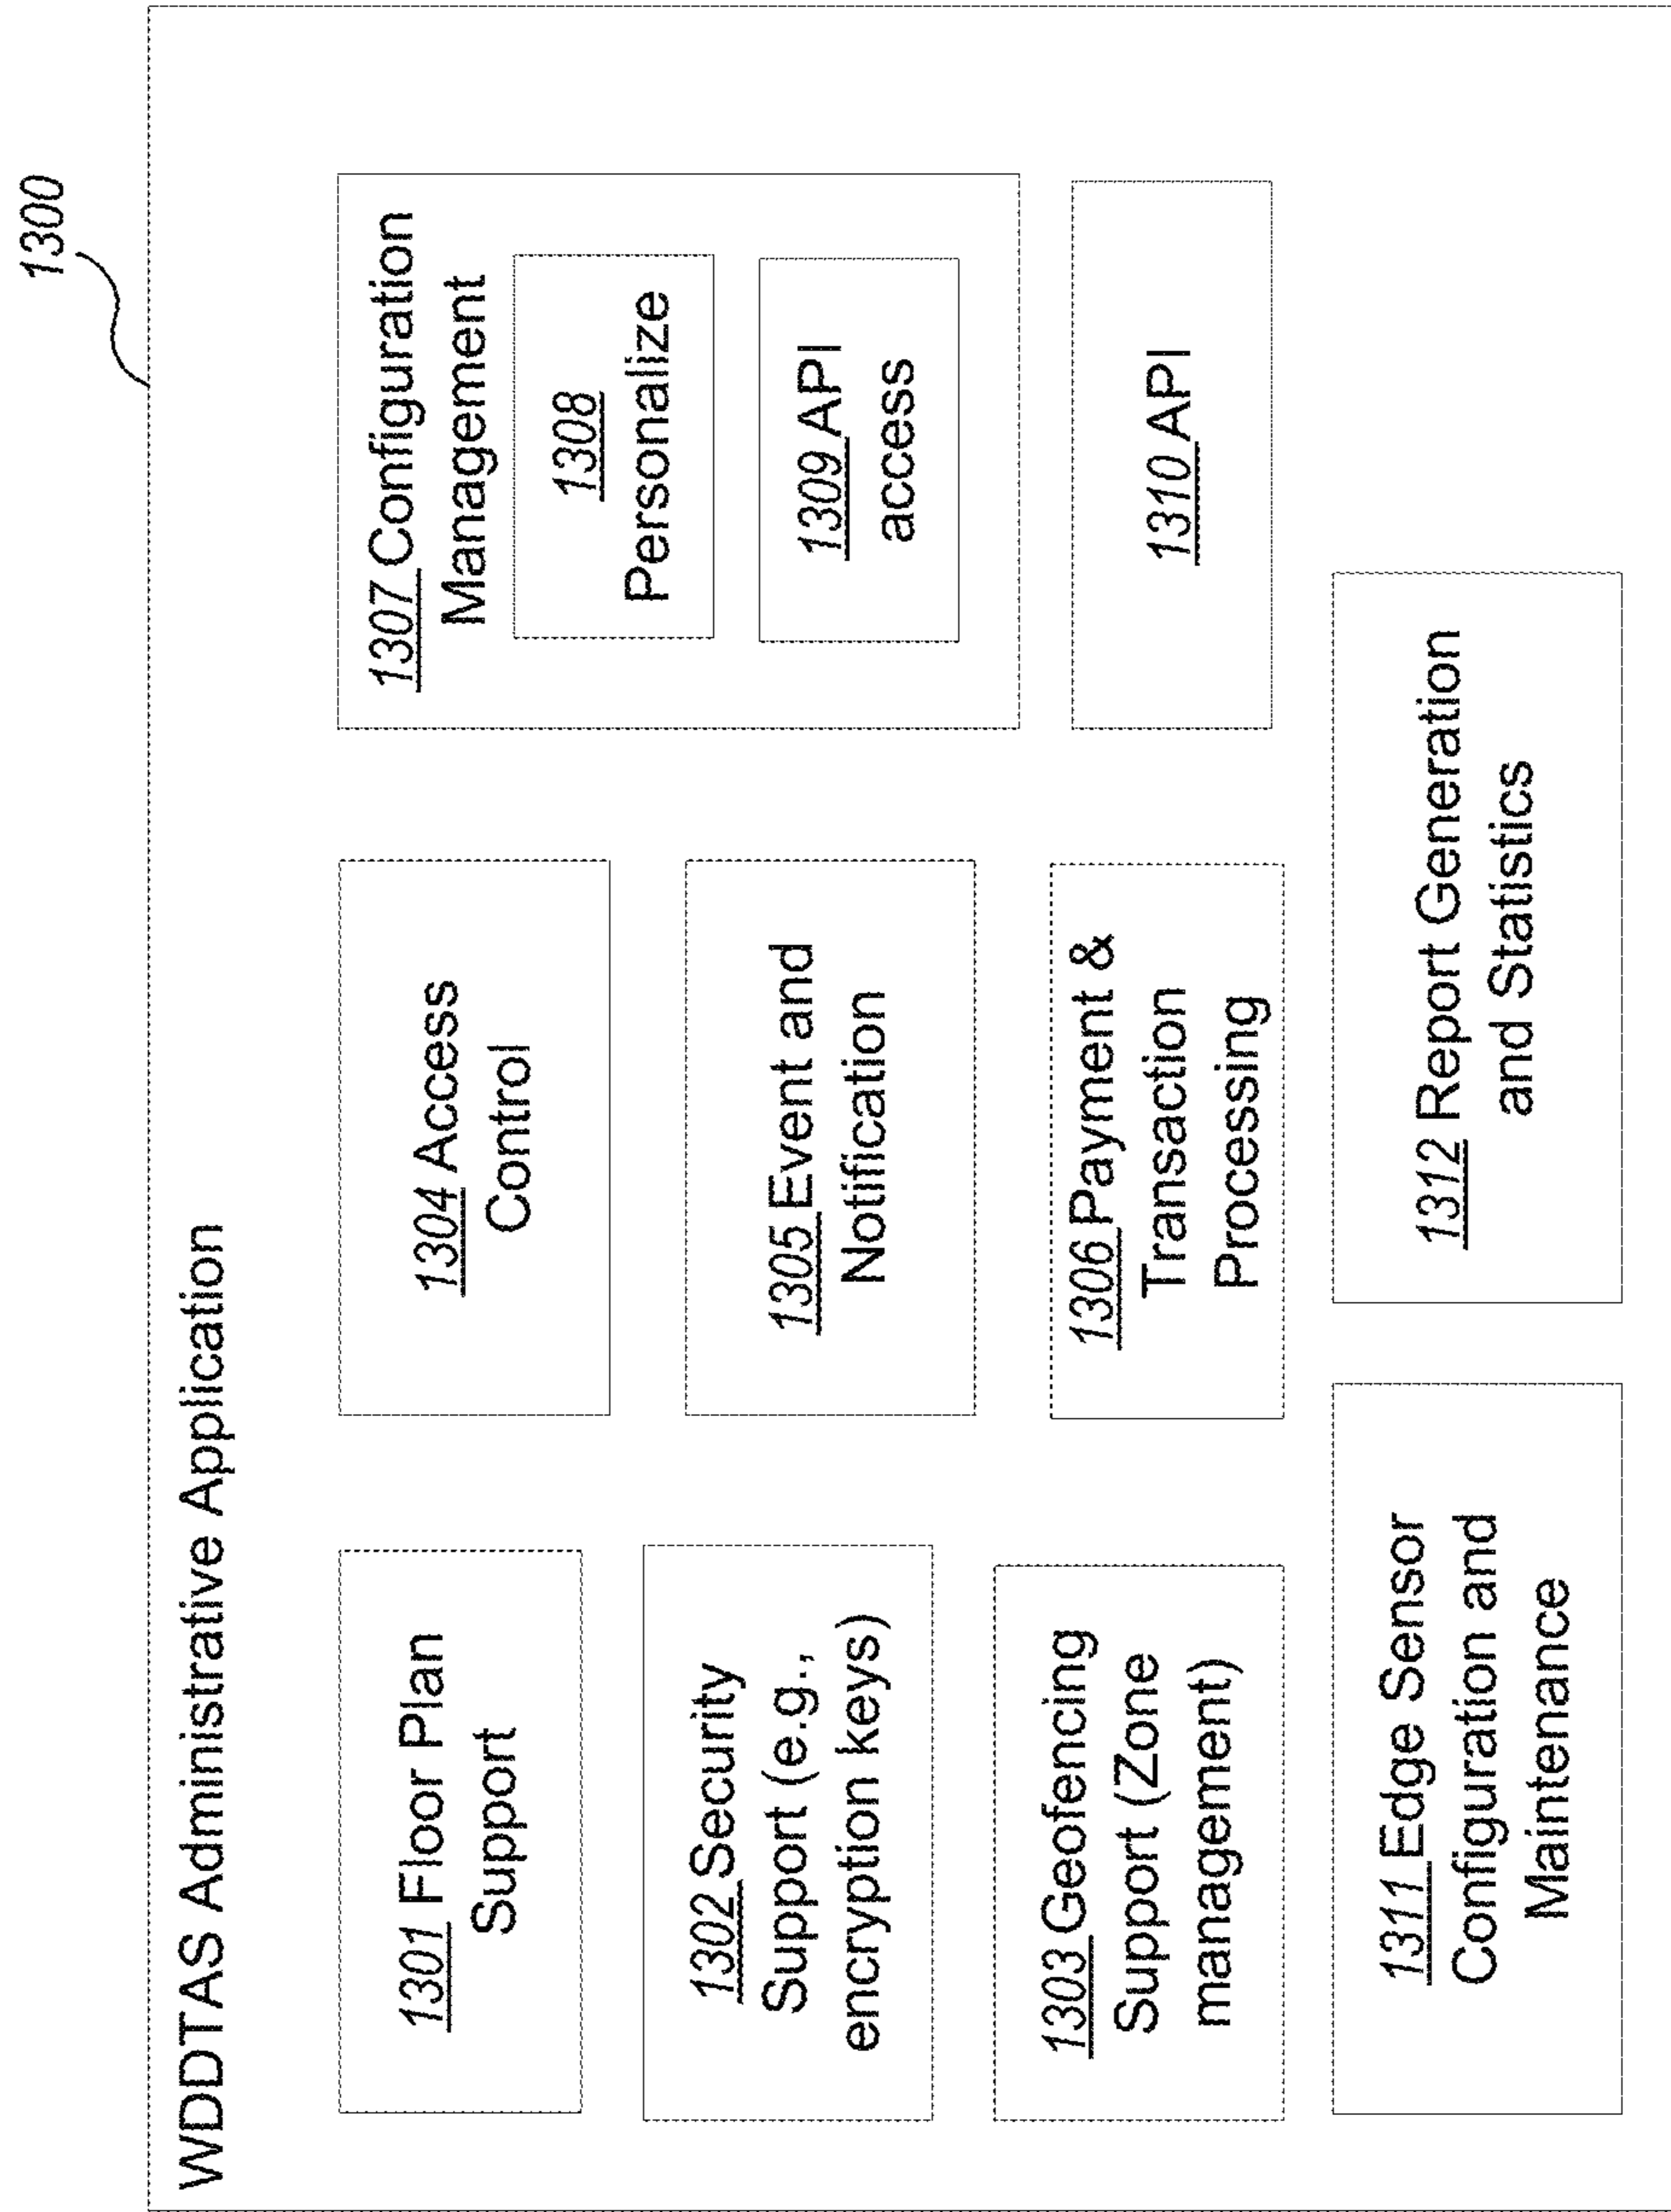 1300
WDDTAS Administrative Application
1301 Floor Plan
Support
1302 Security
Support (e.g.,
encryption keys)
1303 Geofencing
Support (Zone
management)
1304 Access
Control
1305 Event and
Notification
1306 Payment &
Transaction
Processing
1307 Configuration
Management
1308
Personalize
1309 API
access
1310 API
1311 Edge Sensor
Configuration and
Maintenance
1312 Report Generation
and Statistics